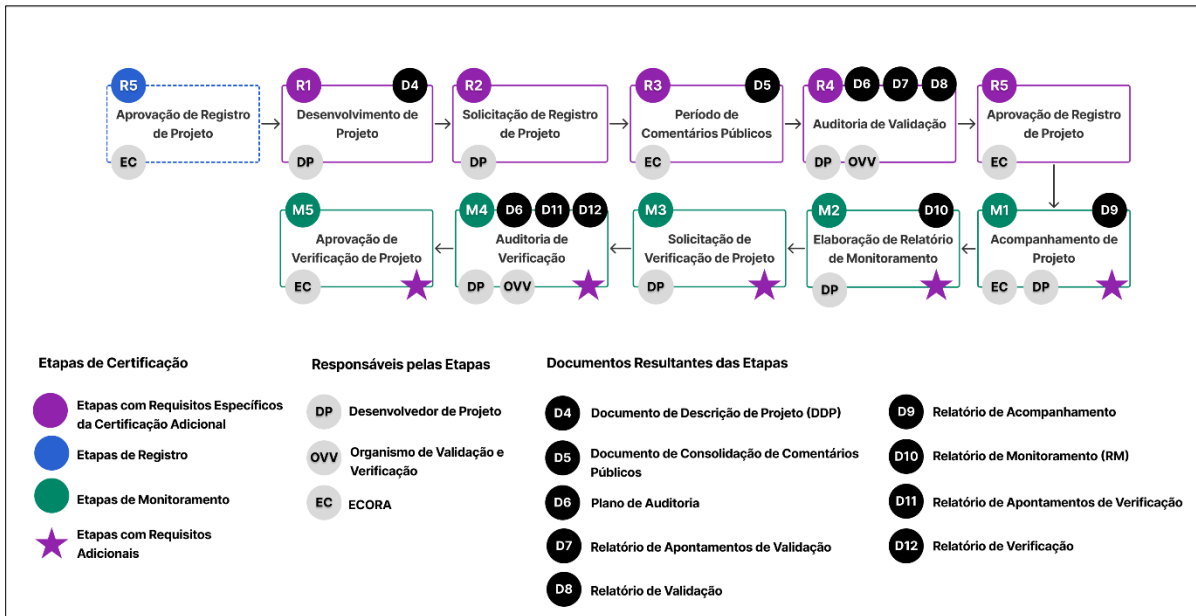 R5
Aprovação de Registro
de Projeto
EC
R1
D4
Desenvolvimento de
Projeto
DP
R2
Solicitação de Registro
de Projeto
DP
R3
D5
Período de
Comentários Públicos
EC
R4
D6
D7
D8
Auditoria de Validação
DP
OVV
R5
Aprovação de Registro
de Projeto
EC
M5
Aprovação de
Verificação de Projeto
EC
M4
D6
D11
D12
Auditoria de
Verificação
DP
OVV
M3
Solicitação de
Verificação de Projeto
DP
M2
D10
Elaboração de Relatório
de Monitoramento
DP
M1
D9
Acompanhamento de
Projeto
EC
DP
Etapas de Certificação
Etapas com Requisitos Específicos
da Certificação Adicional
Etapas de Registro
Etapas de Monitoramento
Etapas com Requisitos
Adicionais
Responsáveis pelas Etapas
DP Desenvolvedor de Projeto
OVV Organismo de Validação e
Verificação
EC ECORA
Documentos Resultantes das Etapas
D4 Documento de Descrição de Projeto (DDP)
D5 Documento de Consolidação de Comentários
Públicos
D6 Plano de Auditoria
D7 Relatório de Apontamentos de Validação
D8 Relatório de Validação
D9 Relatório de Acompanhamento
D10 Relatório de Monitoramento (RM)
D11 Relatório de Apontamentos de Verificação
D12 Relatório de Verificação